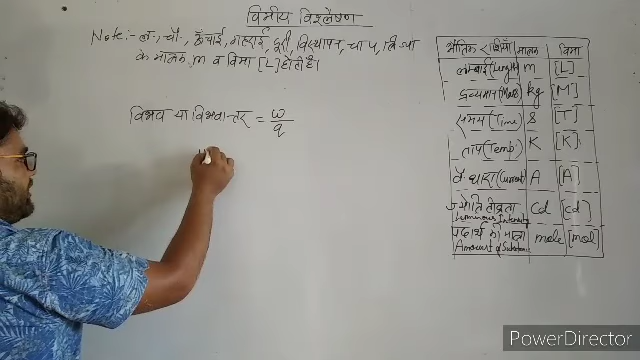 विमीय विश्लेषण
Note:- ल., चौ., ऊँचाई, गहराई, दूरी, विस्थापन, चाप, त्रिज्या
के मात्रक m व विमा [L] होती है।
विभव या विभवान्तर = w/q
भौतिक राशियाँ मात्रक विमा
लम्बाई (Length) m [L]
द्रव्यमान (Mass) kg [M]
समय (Time) s [T]
ताप (Temp) K [K]
वै. धारा (Current) A [A]
ज्योति तीव्रता Cd [Cd]
Luminous Intensity
पदार्थ की मात्रा mole [mol]
Amount of Substance
PowerDirector